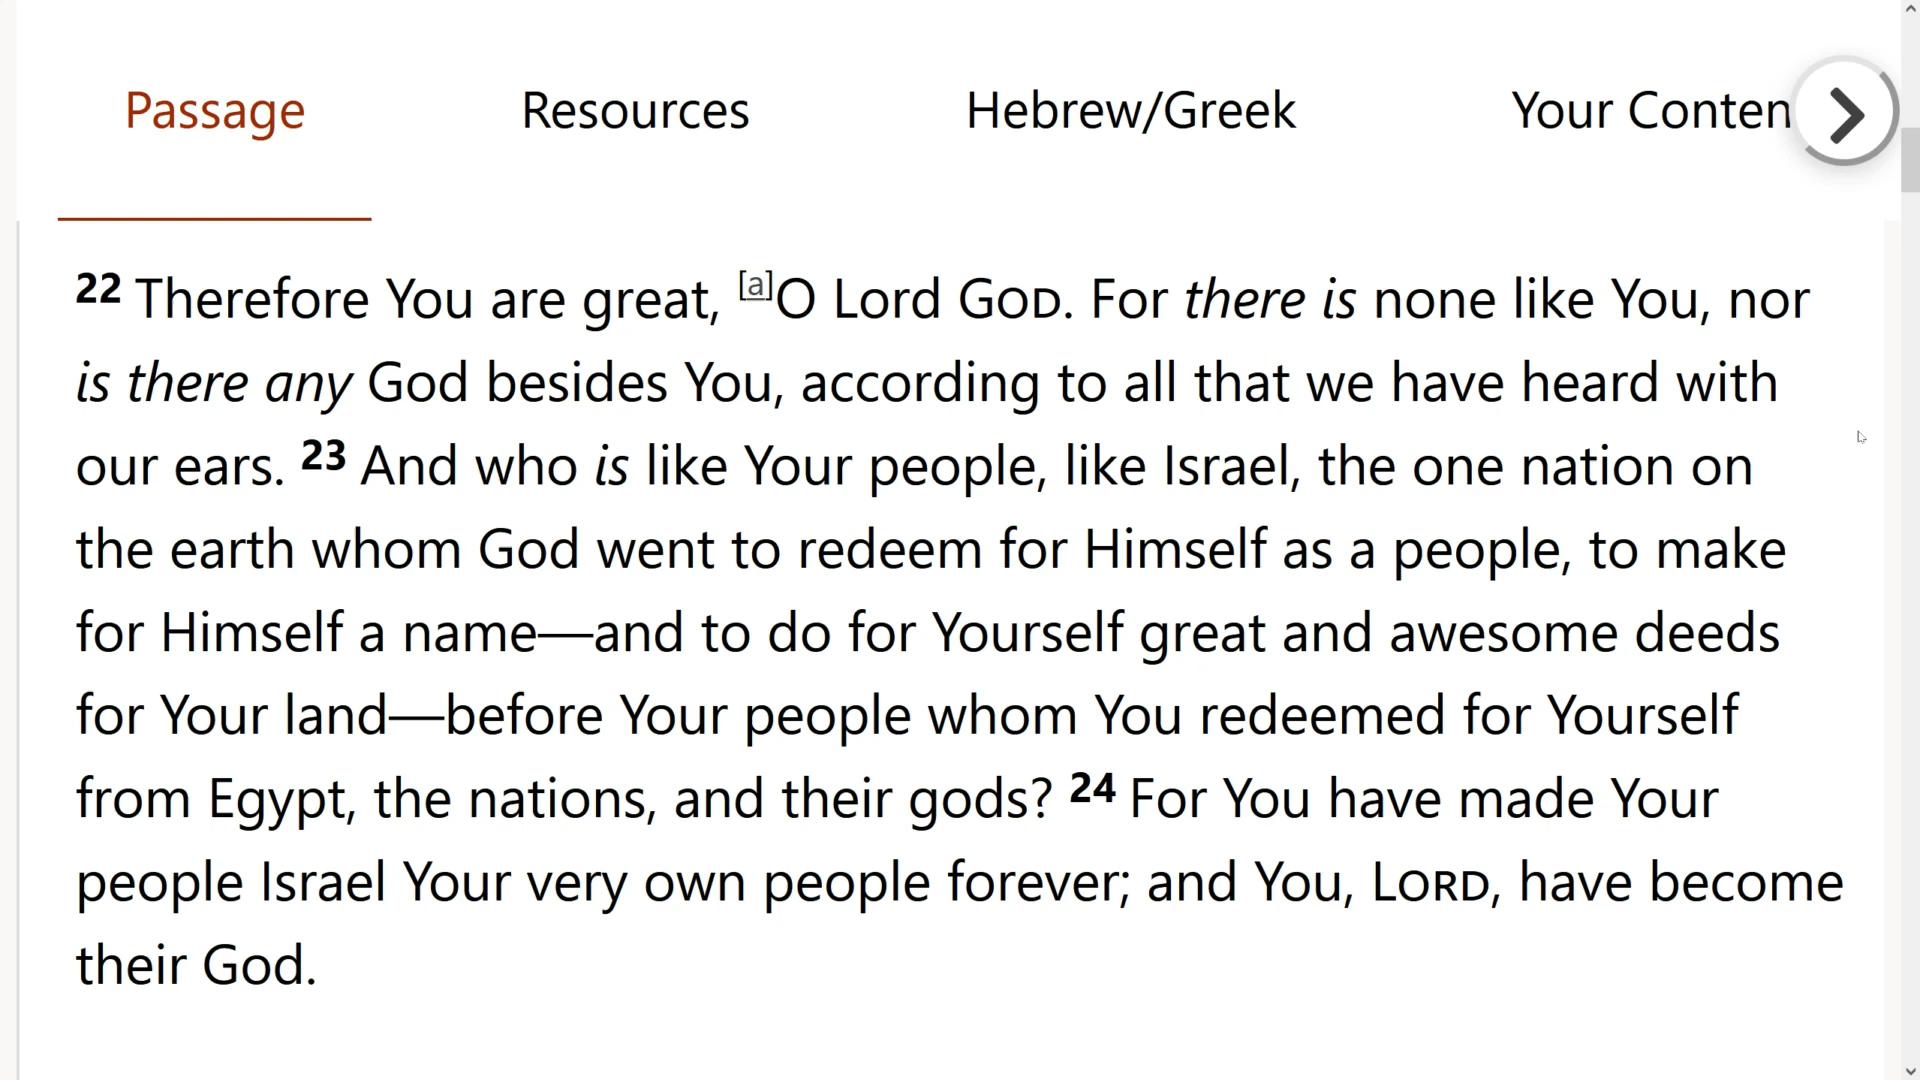 Passage Resources Hebrew/Greek Your Conten
22 Therefore You are great, [a]O Lord GOD. For there is none like You, nor
is there any God besides You, according to all that we have heard with
our ears. 23 And who is like Your people, like Israel, the one nation on
the earth whom God went to redeem for Himself as a people, to make
for Himself a name—and to do for Yourself great and awesome deeds
for Your land—before Your people whom You redeemed for Yourself
from Egypt, the nations, and their gods? 24 For You have made Your
people Israel Your very own people forever; and You, LORD, have become
their God.